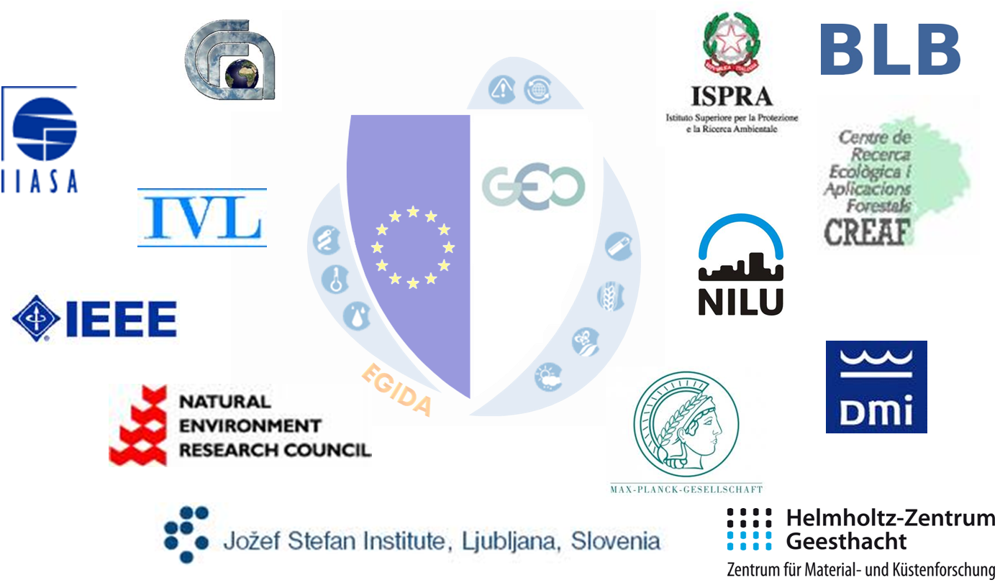 ISPRA
Istituto Superiore per la Protezione
e la Ricerca Ambientale
BLB
IIASA
Centre de
Recerca
Ecològica i
Aplicacions
Forestals
CREAF
IVL
GEO
NILU
IEEE
EGIDA
DMI
NATURAL
ENVIRONMENT
RESEARCH COUNCIL
MAX-PLANCK-GESELLSCHAFT
Jožef Stefan Institute, Ljubljana, Slovenia
Helmholtz-Zentrum
Geesthacht
Zentrum für Material- und Küstenforschung